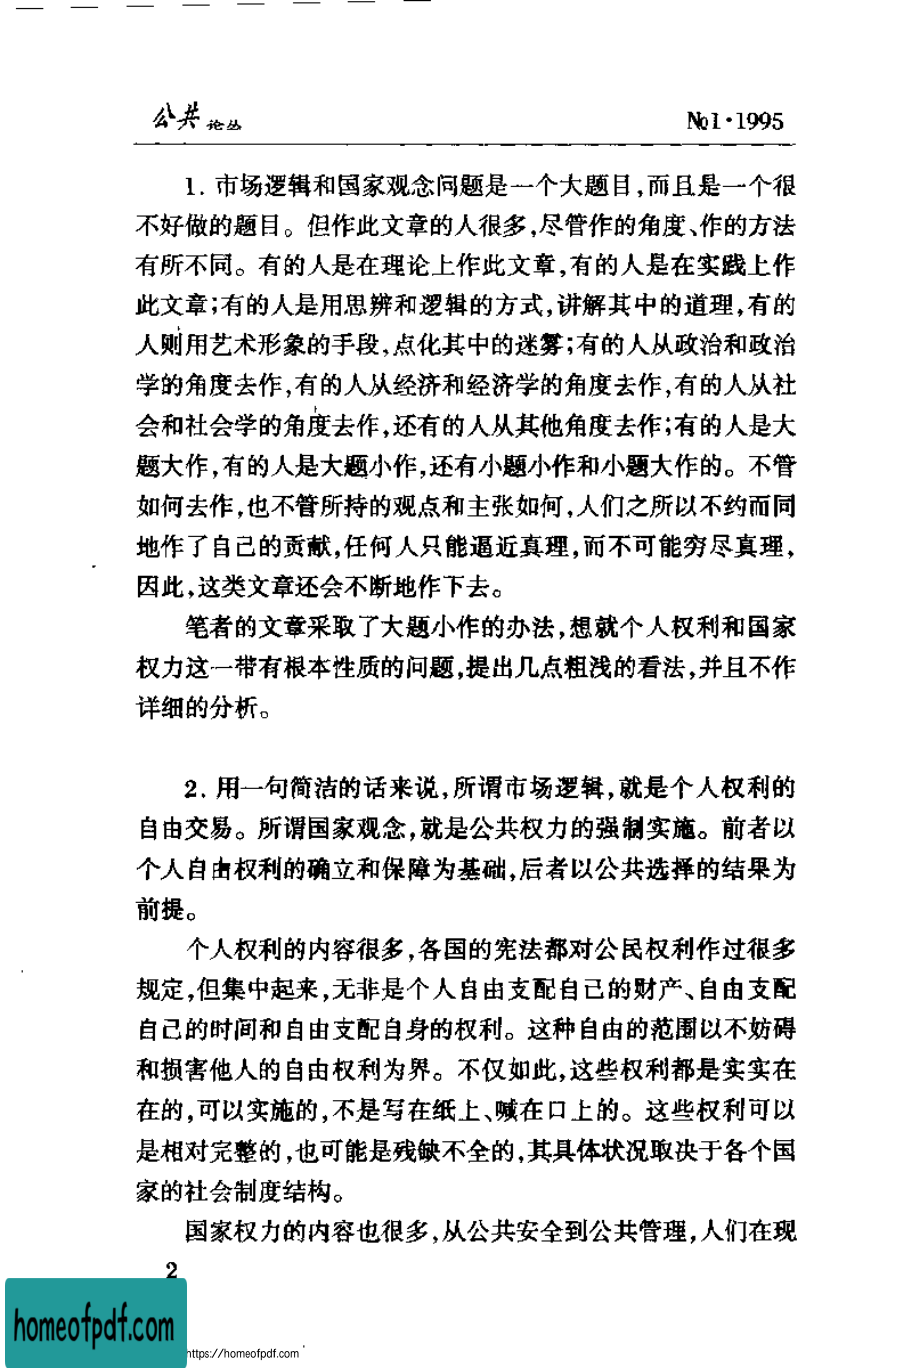 公共论丛 №1·1995
1. 市场逻辑和国家观念问题是一个大题目,而且是一个很
不好做的题目。但作此文章的人很多,尽管作的角度、作的方法
有所不同。有的人是在理论上作此文章,有的人是在实践上作
此文章;有的人是用思辨和逻辑的方式,讲解其中的道理,有的
人则用艺术形象的手段,点化其中的迷雾;有的人从政治和政治
学的角度去作,有的人从经济和经济学的角度去作,有的人从社
会和社会学的角度去作,还有的人从其他角度去作;有的人是大
题大作,有的人是大题小作,还有小题小作和小题大作的。不管
如何去作,也不管所持的观点和主张如何,人们之所以不约而同
地作了自己的贡献,任何人只能逼近真理,而不可能穷尽真理,
因此,这类文章还会不断地作下去。
笔者的文章采取了大题小作的办法,想就个人权利和国家
权力这一带有根本性质的问题,提出几点粗浅的看法,并且不作
详细的分析。
2. 用一句简洁的话来说,所谓市场逻辑,就是个人权利的
自由交易。所谓国家观念,就是公共权力的强制实施。前者以
个人自由权利的确立和保障为基础,后者以公共选择的结果为
前提。
个人权利的内容很多,各国的宪法都对公民权利作过很多
规定,但集中起来,无非是个人自由支配自己的财产、自由支配
自己的时间和自由支配自身的权利。这种自由的范围以不妨碍
和损害他人的自由权利为界。不仅如此,这些权利都是实实在
在的,可以实施的,不是写在纸上、喊在口上的。这些权利可以
是相对完整的,也可能是残缺不全的,其具体状况取决于各个国
家的社会制度结构。
国家权力的内容也很多,从公共安全到公共管理,人们在现
2
homeofpdf.com
https://homeofpdf.com